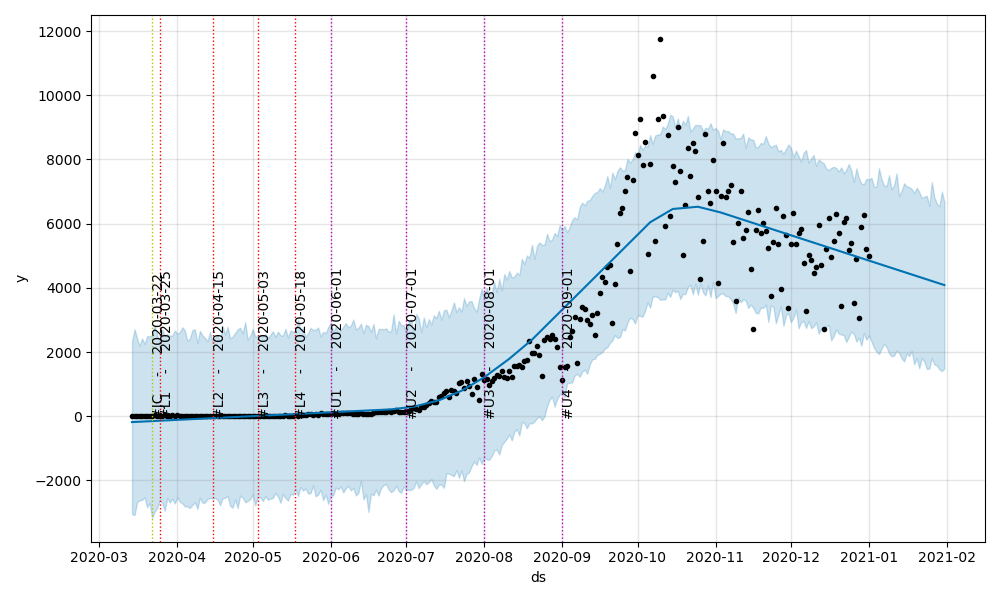 12000
10000
8000
6000
4000
2000
0
−2000
y
#JC - 2020-03-22
#L1 - 2020-03-25
#L2 - 2020-04-15
#L3 - 2020-05-03
#L4 - 2020-05-18
#U1 - 2020-06-01
#U2 - 2020-07-01
#U3 - 2020-08-01
#U4 - 2020-09-01
2020-03 2020-04 2020-05 2020-06 2020-07 2020-08 2020-09 2020-10 2020-11 2020-12 2021-01 2021-02
ds